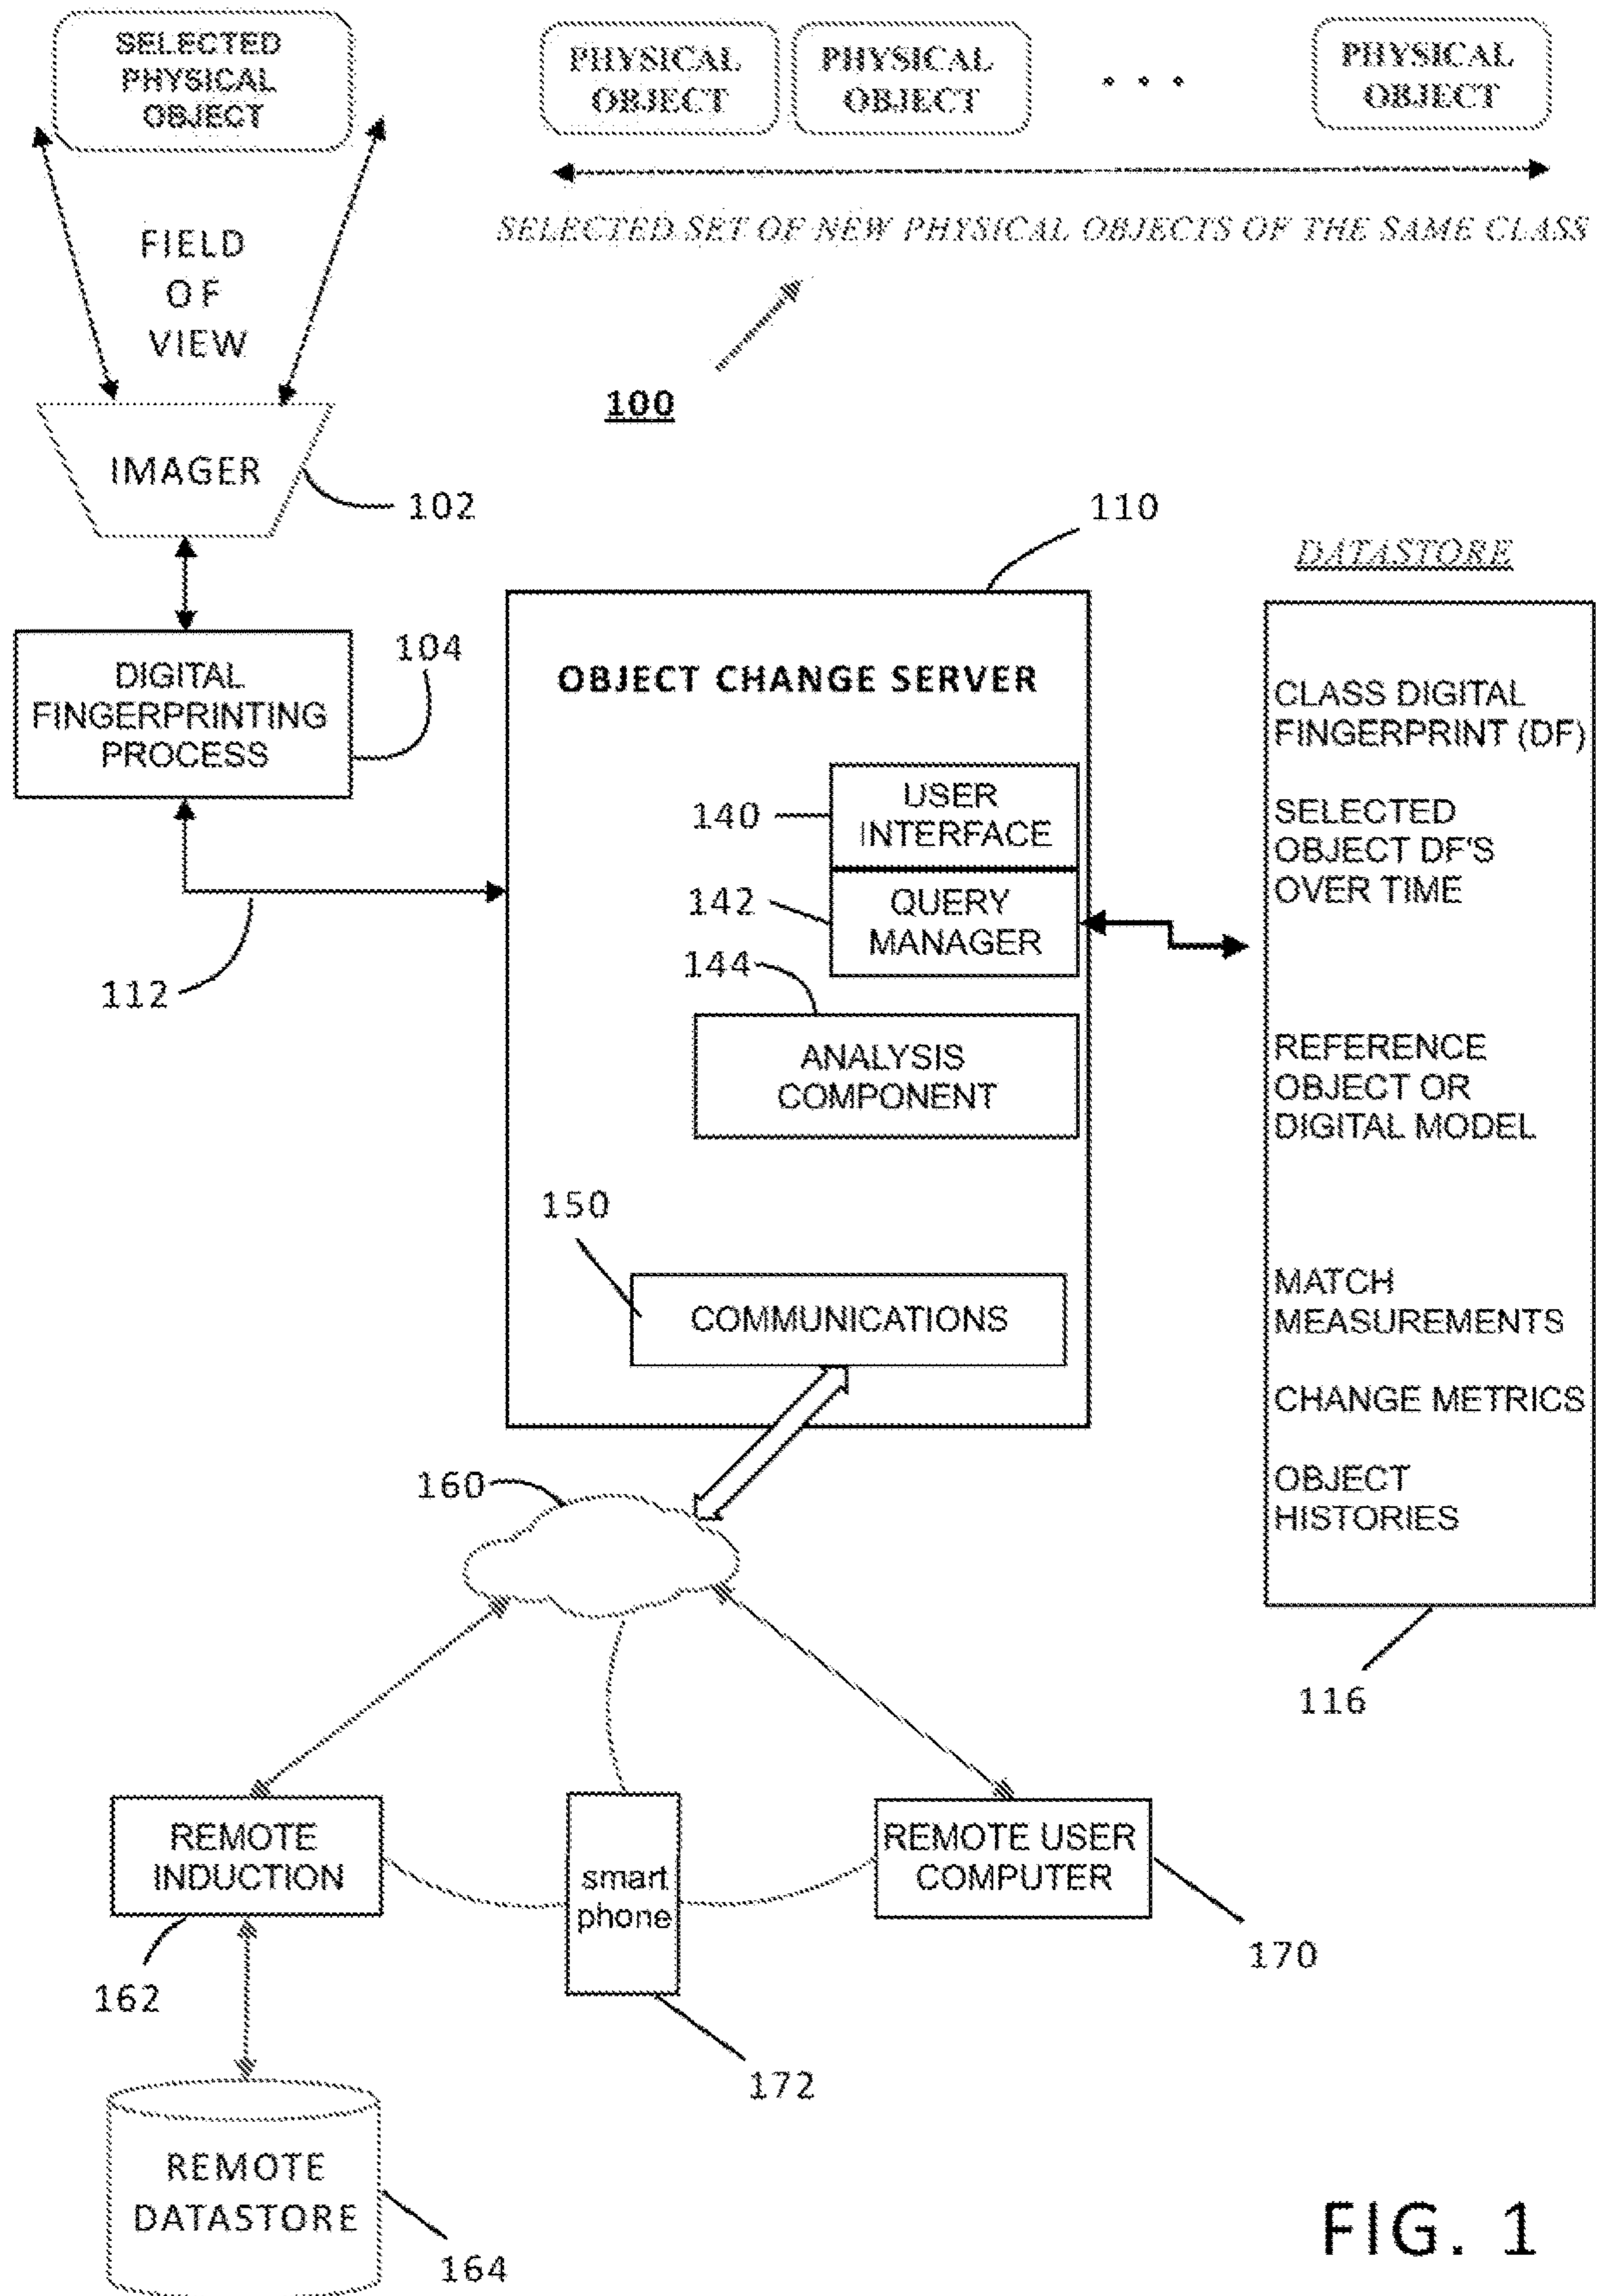 SELECTED
PHYSICAL
OBJECT
PHYSICAL
OBJECT
PHYSICAL
OBJECT
• • •
PHYSICAL
OBJECT
SELECTED SET OF NEW PHYSICAL OBJECTS OF THE SAME CLASS
FIELD
OF
VIEW
100
IMAGER
102
110
DATASTORE
DIGITAL
FINGERPRINTING
PROCESS
104
112
OBJECT CHANGE SERVER
140
USER
INTERFACE
142
QUERY
MANAGER
144
ANALYSIS
COMPONENT
150
COMMUNICATIONS
CLASS DIGITAL
FINGERPRINT (DF)
SELECTED
OBJECT DF'S
OVER TIME
REFERENCE
OBJECT OR
DIGITAL MODEL
MATCH
MEASUREMENTS
CHANGE METRICS
OBJECT
HISTORIES
116
160
REMOTE
INDUCTION
162
smart
phone
172
REMOTE USER
COMPUTER
170
REMOTE
DATASTORE
164
FIG. 1